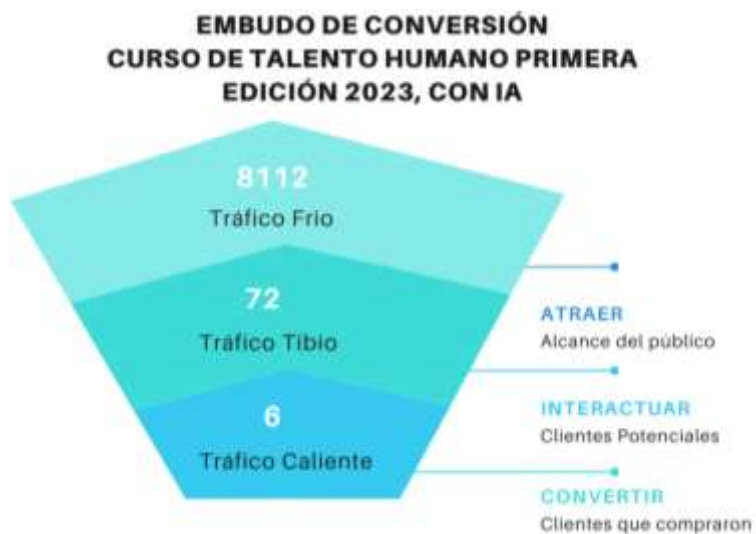 EMBUDO DE CONVERSIÓN
CURSO DE TALENTO HUMANO PRIMERA
EDICIÓN 2023, CON IA
8112
Tráfico Frio
72
Tráfico Tibio
6
Tráfico Caliente
ATRAER
Alcance del público
INTERACTUAR
Clientes Potenciales
CONVERTIR
Clientes que compraron